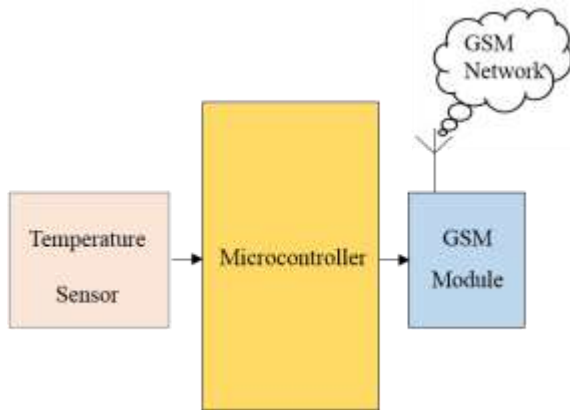 GSM
Network
Temperature
Sensor
Microcontroller
GSM
Module